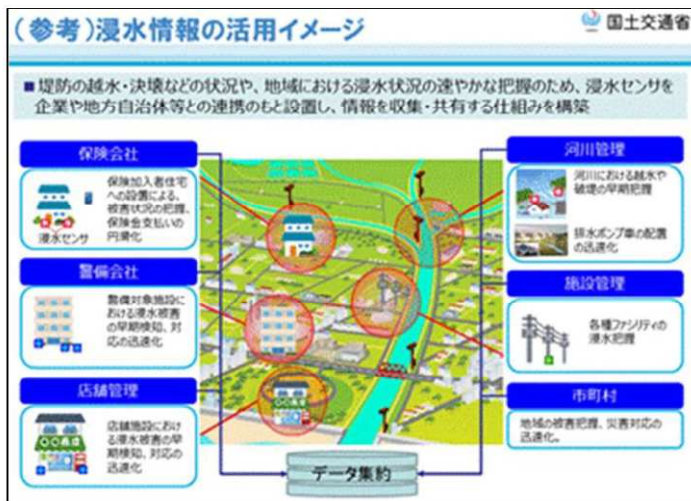 (参考)浸水情報の活用イメージ
国土交通省
■堤防の越水・決壊などの状況や、地域における浸水状況の速やかな把握のため、浸水センサを
企業や地方自治体等との連携のもと設置し、情報を収集・共有する仕組みを構築
保険会社
保険加入者住宅
への設置による、
被害状況の把握、
保険金支払いの
円滑化
浸水センサ
警備会社
警備対象施設に
おける浸水被害
の早期検知、対
応の迅速化
店舗管理
店舗施設におけ
る浸水被害の早
期検知、対応の
迅速化
河川管理
河川における越水や
破堤の早期把握
排水ポンプ車の配置
の迅速化
施設管理
各種ファシリティの
浸水把握
市町村
地域の被害把握、災害対応の
迅速化。
データ集約